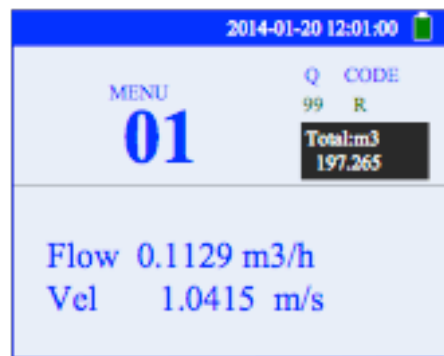 2014-01-20 12:01:00
MENU
01
Q CODE
99 R
Total:m3
197.265
Flow 0.1129 m3/h
Vel 1.0415 m/s